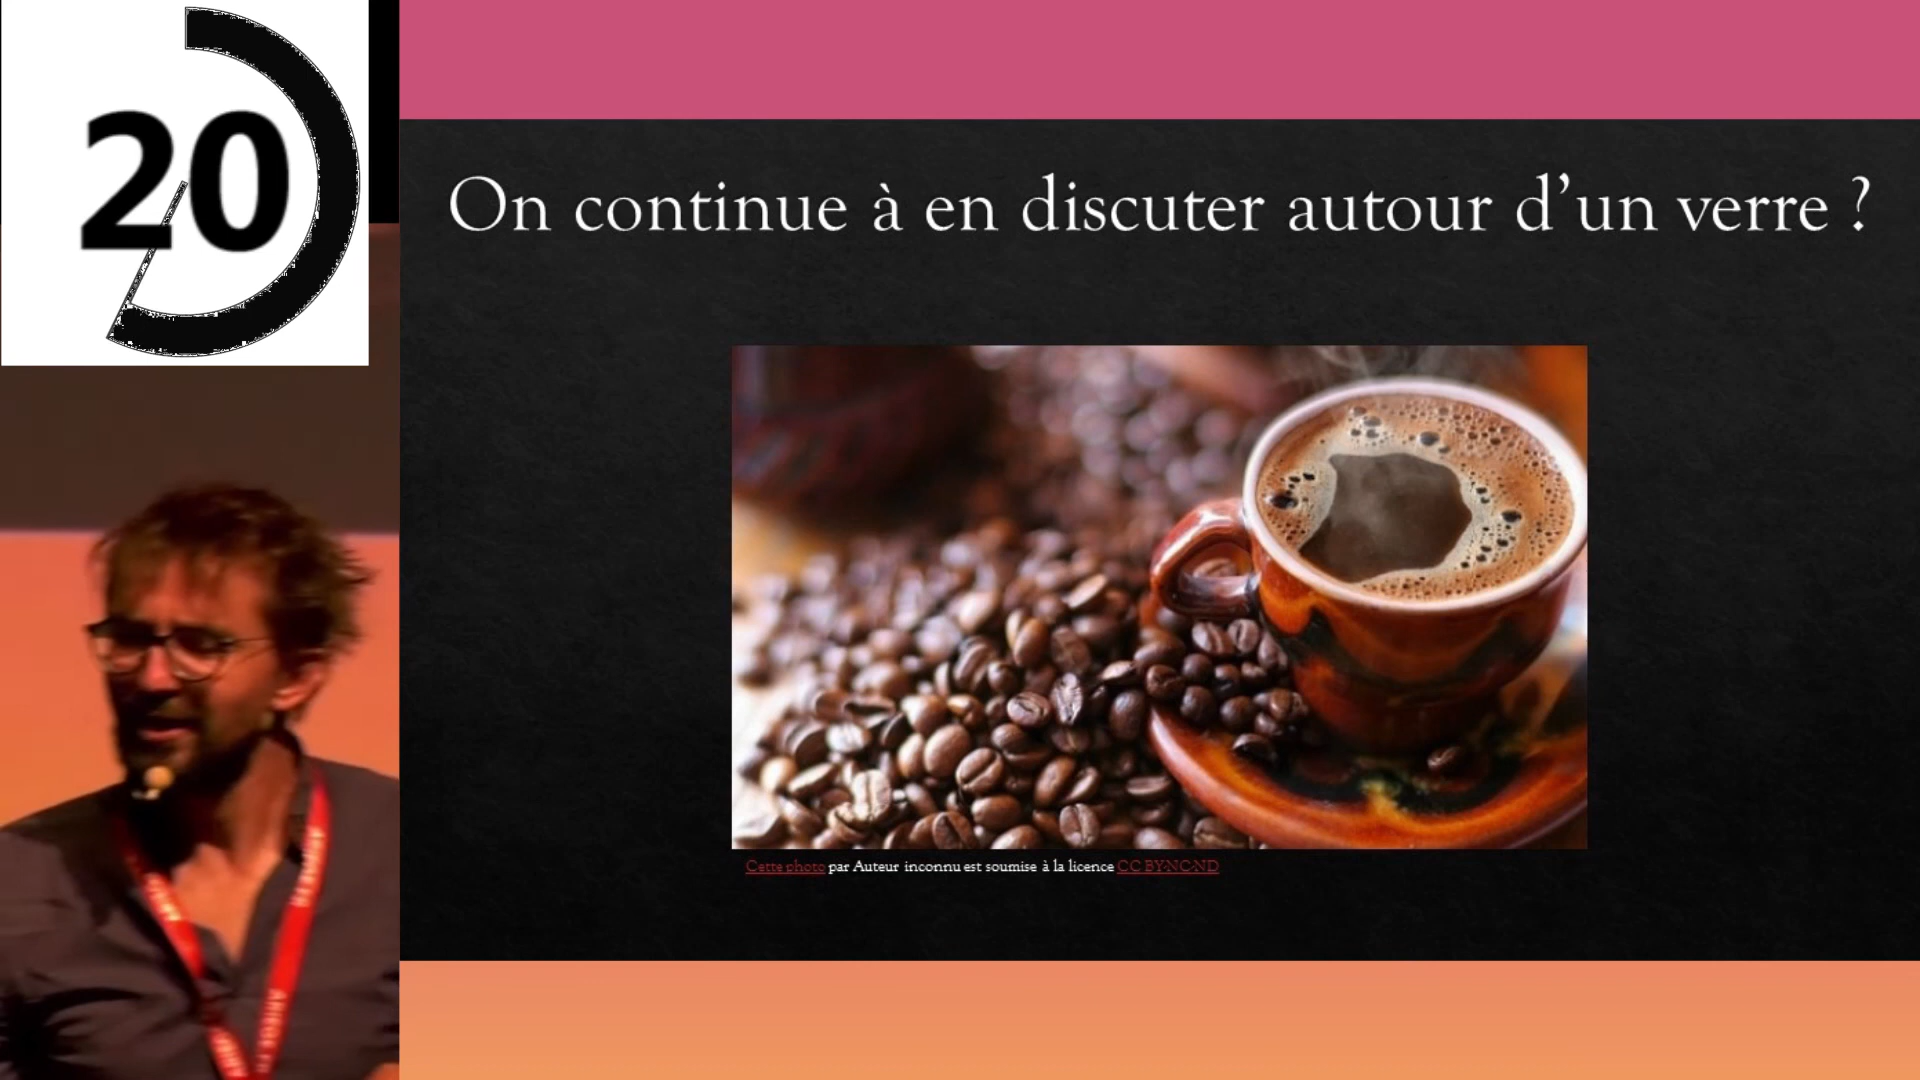 20
On continue à en discuter autour d’un verre ?
Cette photo par Auteur inconnu est soumise à la licence CC BY-NC-ND